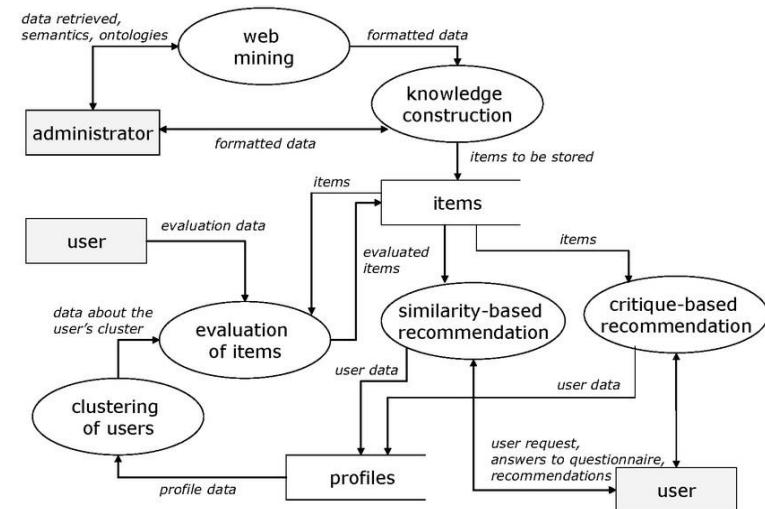 data retrieved,
semantics, ontologies
web
mining
formatted data
knowledge
construction
administrator
formatted data
items to be stored
items
items
user
evaluation data
evaluated
items
items
data about the
user's cluster
evaluation
of items
similarity-based
recommendation
critique-based
recommendation
user data
user data
clustering
of users
user request,
answers to questionnaire,
recommendations
profiles
profile data
user